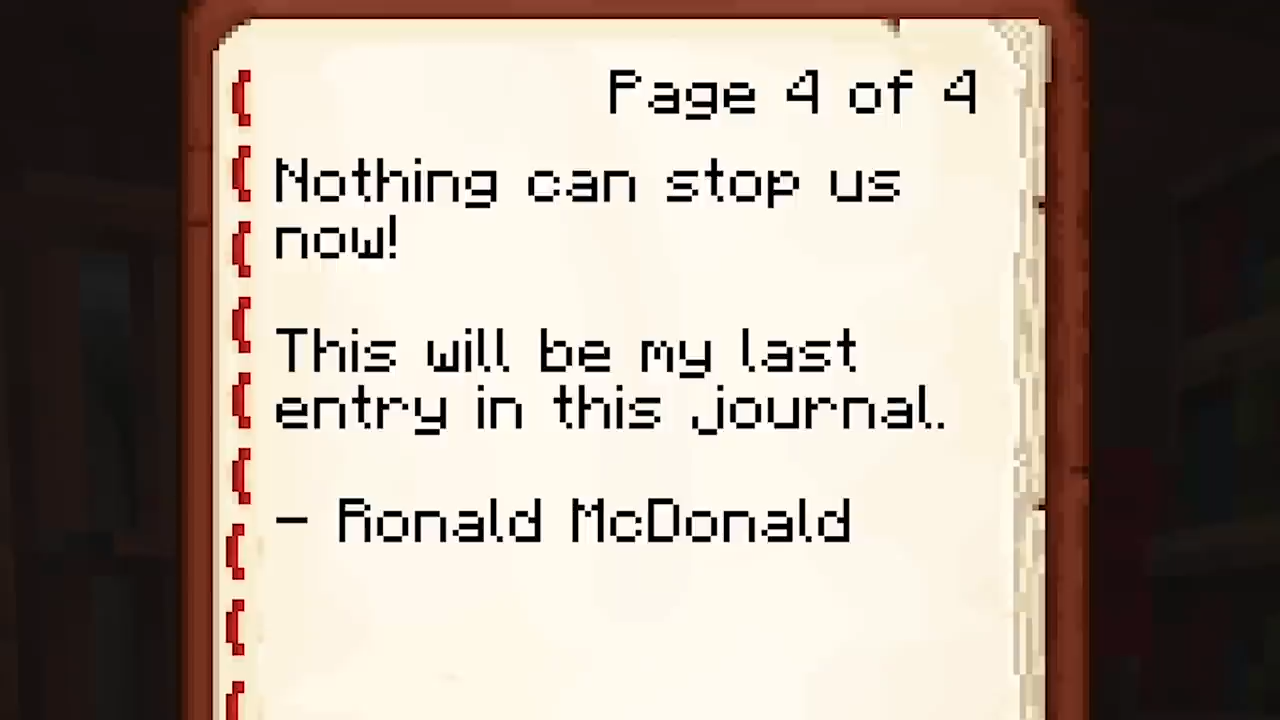 Page 4 of 4
Nothing can stop us
now!
This will be my last
entry in this journal.
- Ronald McDonald